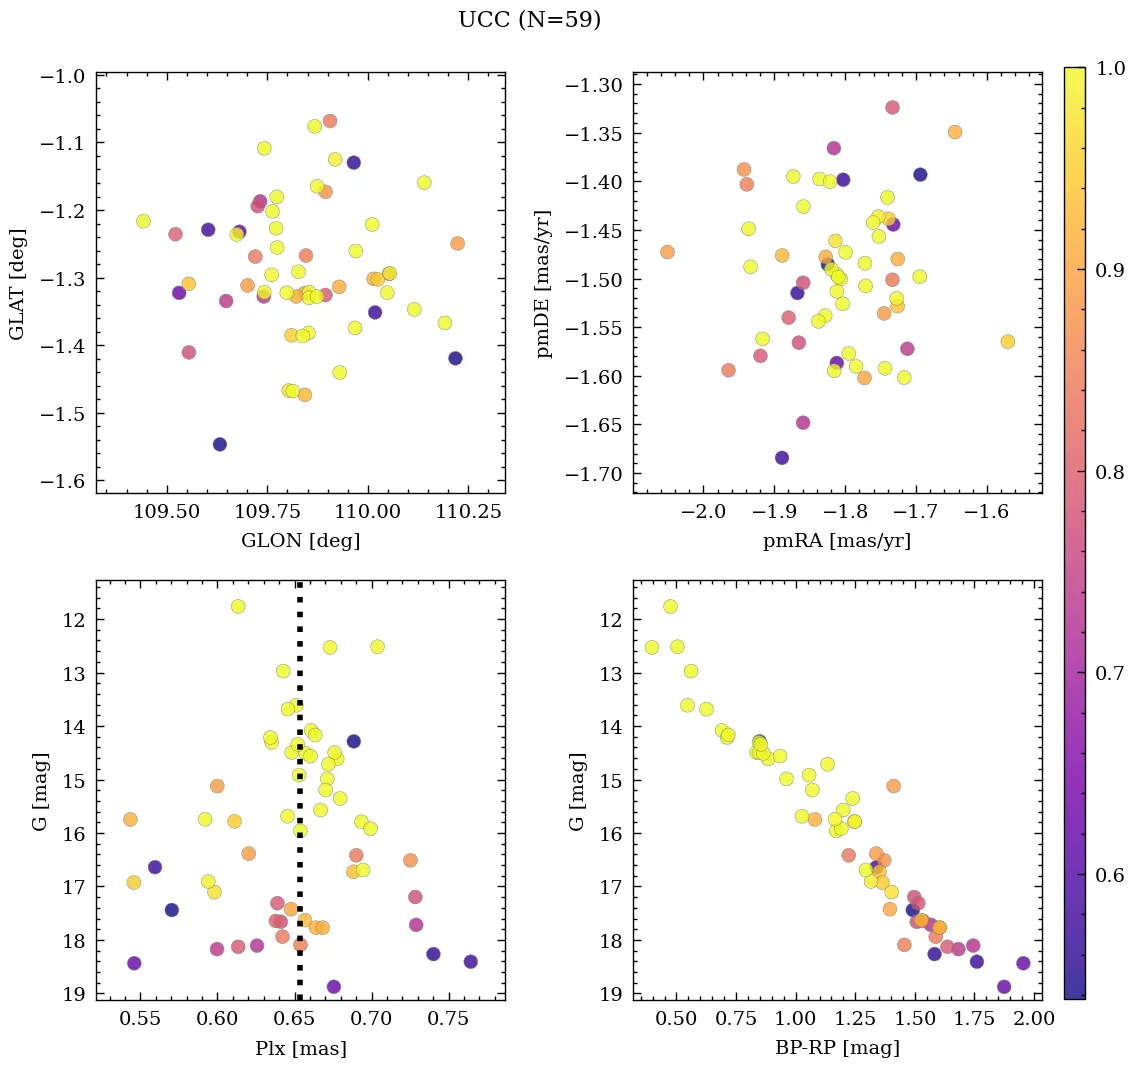 UCC (N=59)
−1.0
−1.1
−1.2
−1.3
−1.4
−1.5
−1.6
GLAT [deg]
109.50 109.75 110.00 110.25
GLON [deg]
−1.30
−1.35
−1.40
−1.45
−1.50
−1.55
−1.60
−1.65
−1.70
pmDE [mas/yr]
−2.0 −1.9 −1.8 −1.7 −1.6
pmRA [mas/yr]
1.0
0.9
0.8
0.7
0.6
12
13
14
15
16
17
18
19
G [mag]
0.55 0.60 0.65 0.70 0.75
Plx [mas]
12
13
14
15
16
17
18
19
G [mag]
0.50 0.75 1.00 1.25 1.50 1.75 2.00
BP-RP [mag]